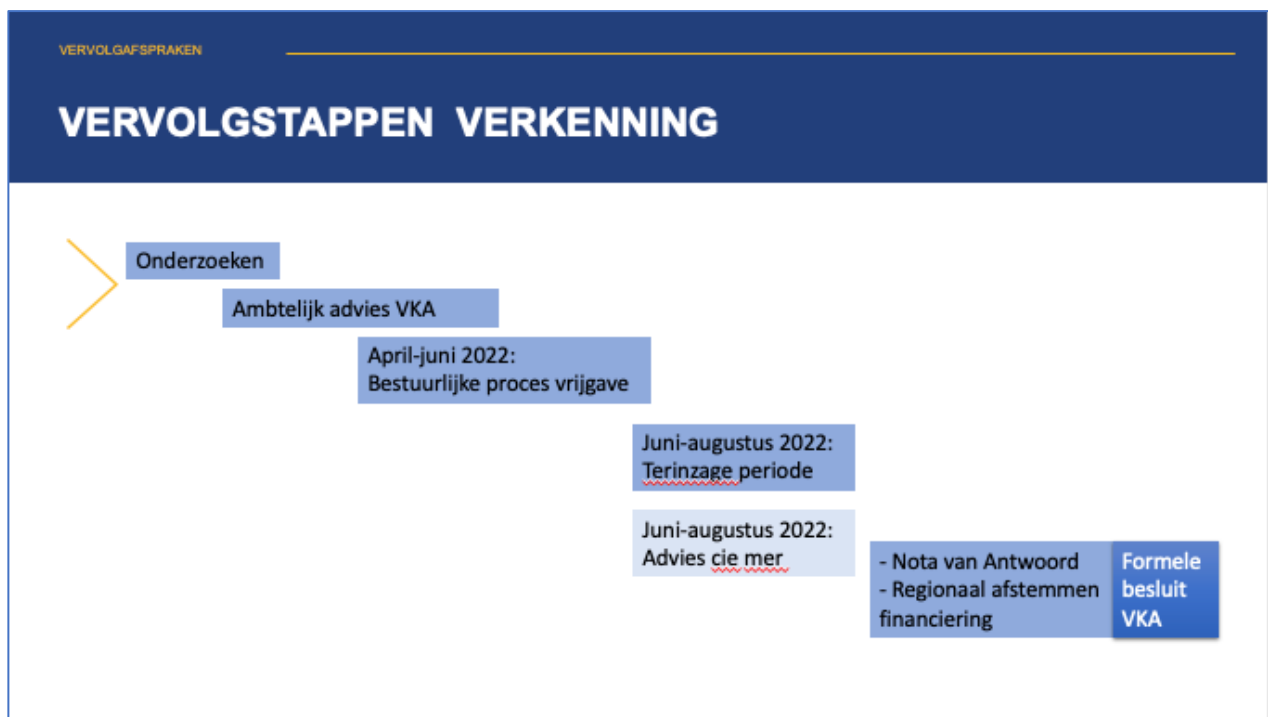 VERVOLGAFSPRAKEN
VERVOLGSTAPPEN VERKENNING
Onderzoeken
Ambtelijk advies VKA
April-juni 2022:
Bestuurlijke proces vrijgave
Juni-augustus 2022:
Terinzage periode
Juni-augustus 2022:
Advies cie mer
- Nota van Antwoord
- Regionaal afstemmen
financiering
Formele
besluit
VKA